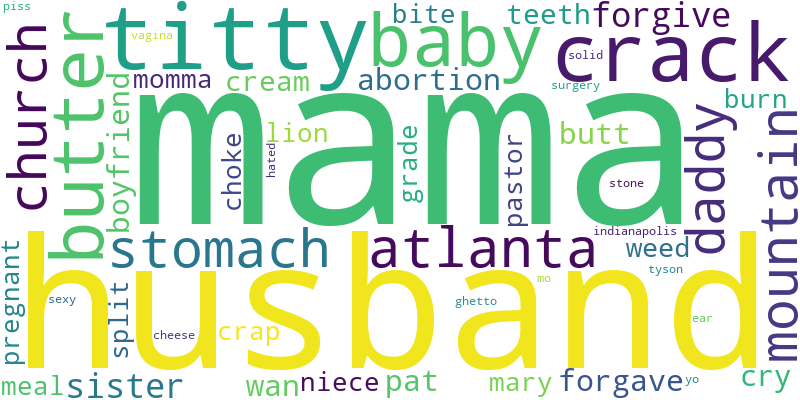 piss
church
butter
titty
vagina
baby
bite
teeth
forgive
crack
solid
momma
cream
abortion
surgery
burn
boyfriend
mama
choke
lion
hated
grade
pastor
butt
daddy
mountain
stone
indianapolis
stomach
atlanta
weed
tyson
pregnant
husband
split
sexy
cheese
crap
ghetto
mo
ear
meal
sister
wan
niece
pat
mary
forgave
yo
cry